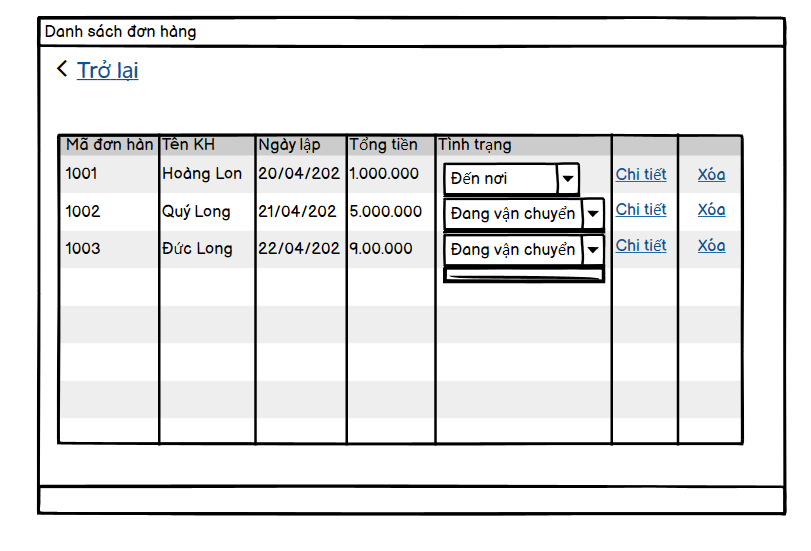 Danh sách đơn hàng
Trở lại
Mã đơn hàn Tên KH Ngày lập Tổng tiền Tình trạng
1001 Hoàng Lon 20/04/202 1.000.000 Đến nơi Chi tiết Xóa
1002 Quý Long 21/04/202 5.000.000 Đang vận chuyển Chi tiết Xóa
1003 Đức Long 22/04/202 9.00.000 Đang vận chuyển Chi tiết Xóa